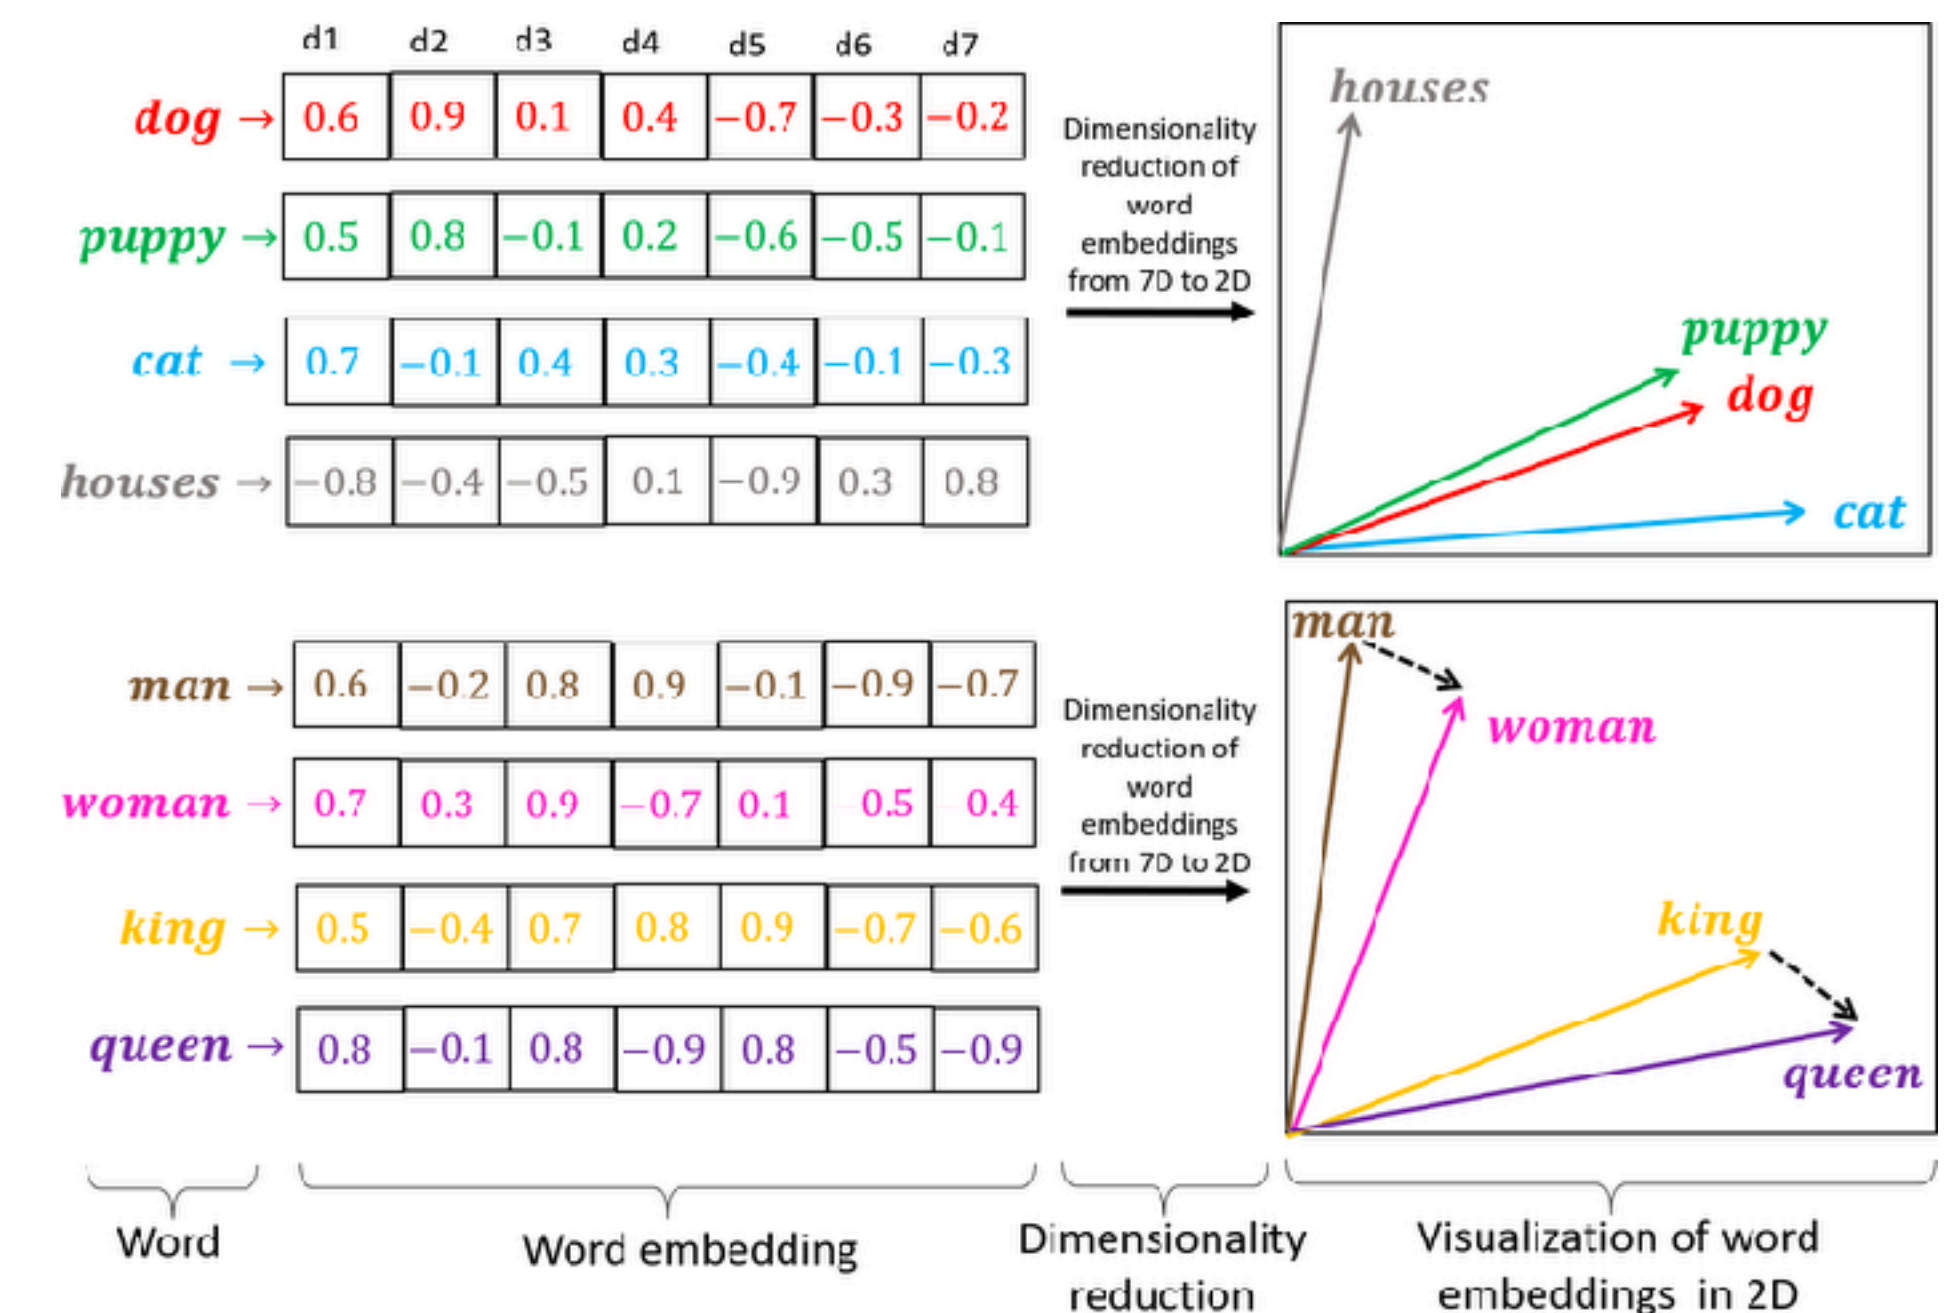 d1 d2 d3 d4 d5 d6 d7
dog → 0.6 0.9 0.1 0.4 −0.7 −0.3 −0.2
puppy → 0.5 0.8 −0.1 0.2 −0.6 −0.5 −0.1
cat → 0.7 −0.1 0.4 0.3 −0.4 −0.1 −0.3
houses → −0.8 −0.4 −0.5 0.1 −0.9 0.3 0.8
Dimensionality
reduction of
word
embeddings
from 7D to 2D
houses
puppy
dog
cat
man → 0.6 −0.2 0.8 0.9 −0.1 −0.9 −0.7
woman → 0.7 0.3 0.9 −0.7 0.1 0.5 0.4
king → 0.5 −0.4 0.7 0.8 0.9 −0.7 −0.6
queen → 0.8 −0.1 0.8 −0.9 0.8 −0.5 −0.9
Dimensionality
reduction of
word
embeddings
from 7D to 2D
man
woman
king
queen
Word
Word embedding
Dimensionality
reduction
Visualization of word
embeddings in 2D